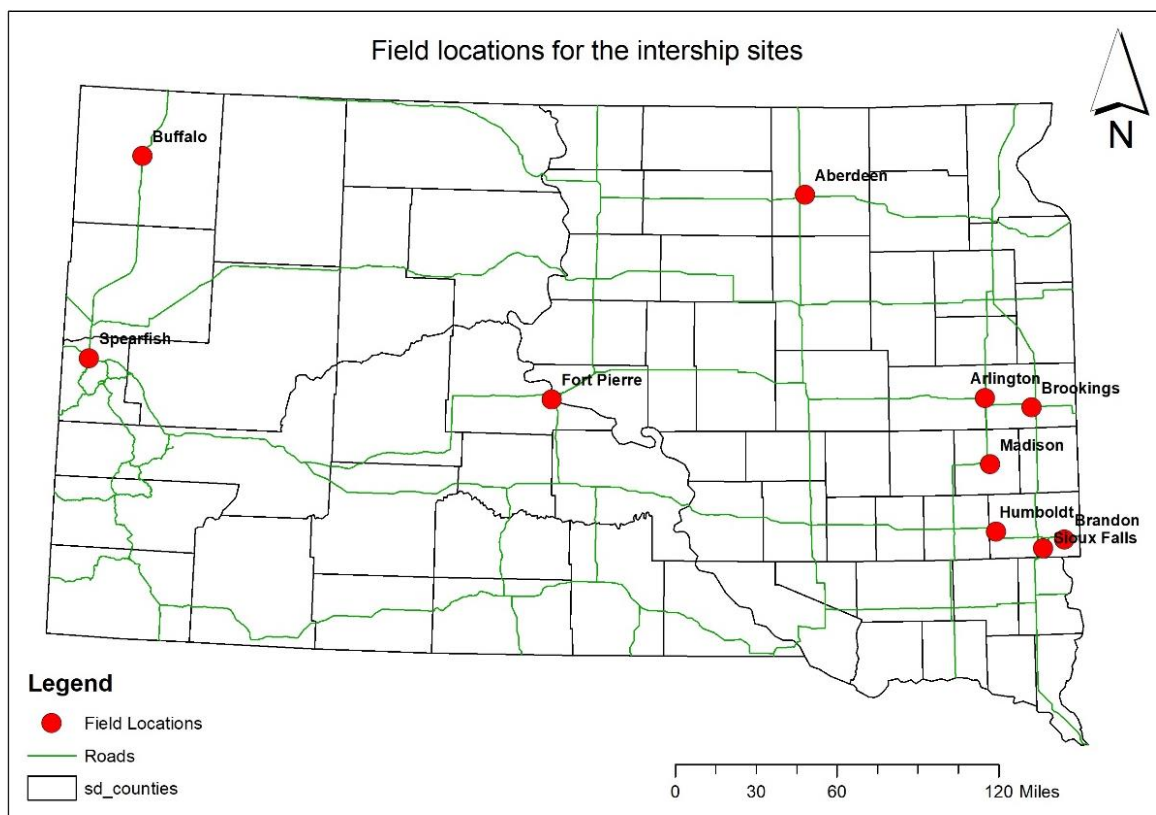 Field locations for the intership sites
N
Buffalo
Aberdeen
Spearfish
Fort Pierre
Arlington
Brookings
Madison
Humboldt
Brandon
Sioux Falls
Legend
Field Locations
Roads
sd_counties
0 30 60 120 Miles